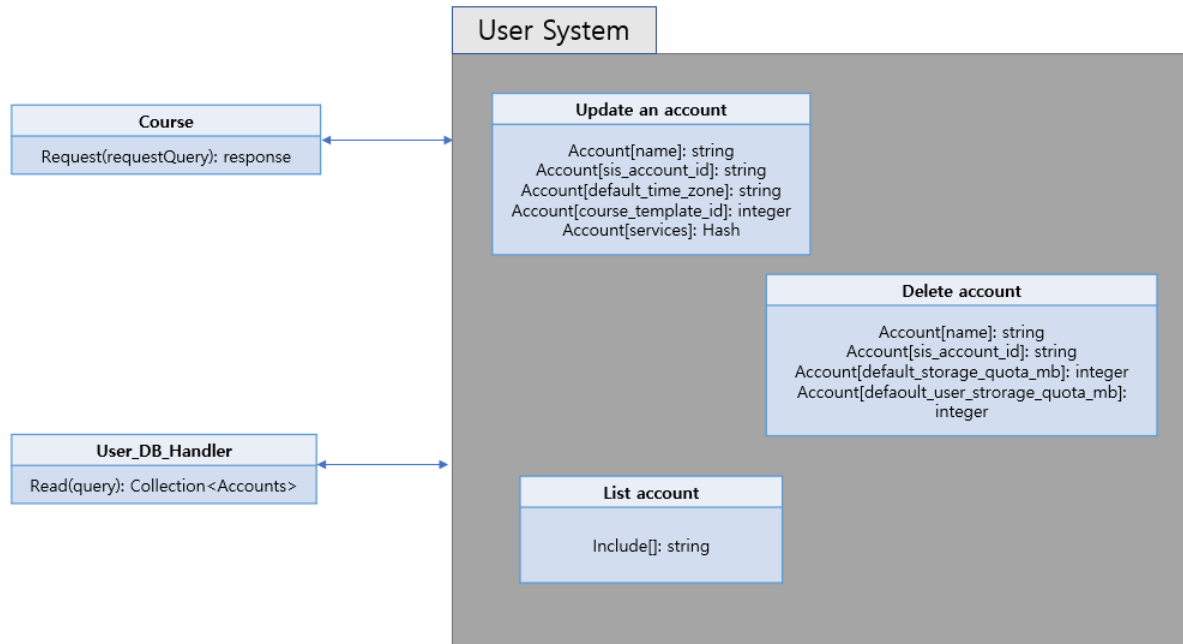 User System
Course
Request(requestQuery): response
Update an account
Account[name]: string
Account[sis_account_id]: string
Account[default_time_zone]: string
Account[course_template_id]: integer
Account[services]: Hash
Delete account
Account[name]: string
Account[sis_account_id]: string
Account[default_storage_quota_mb]: integer
Account[defaoult_user_strorage_quota_mb]:
integer
User_DB_Handler
Read(query): Collection<Accounts>
List account
Include[]: string